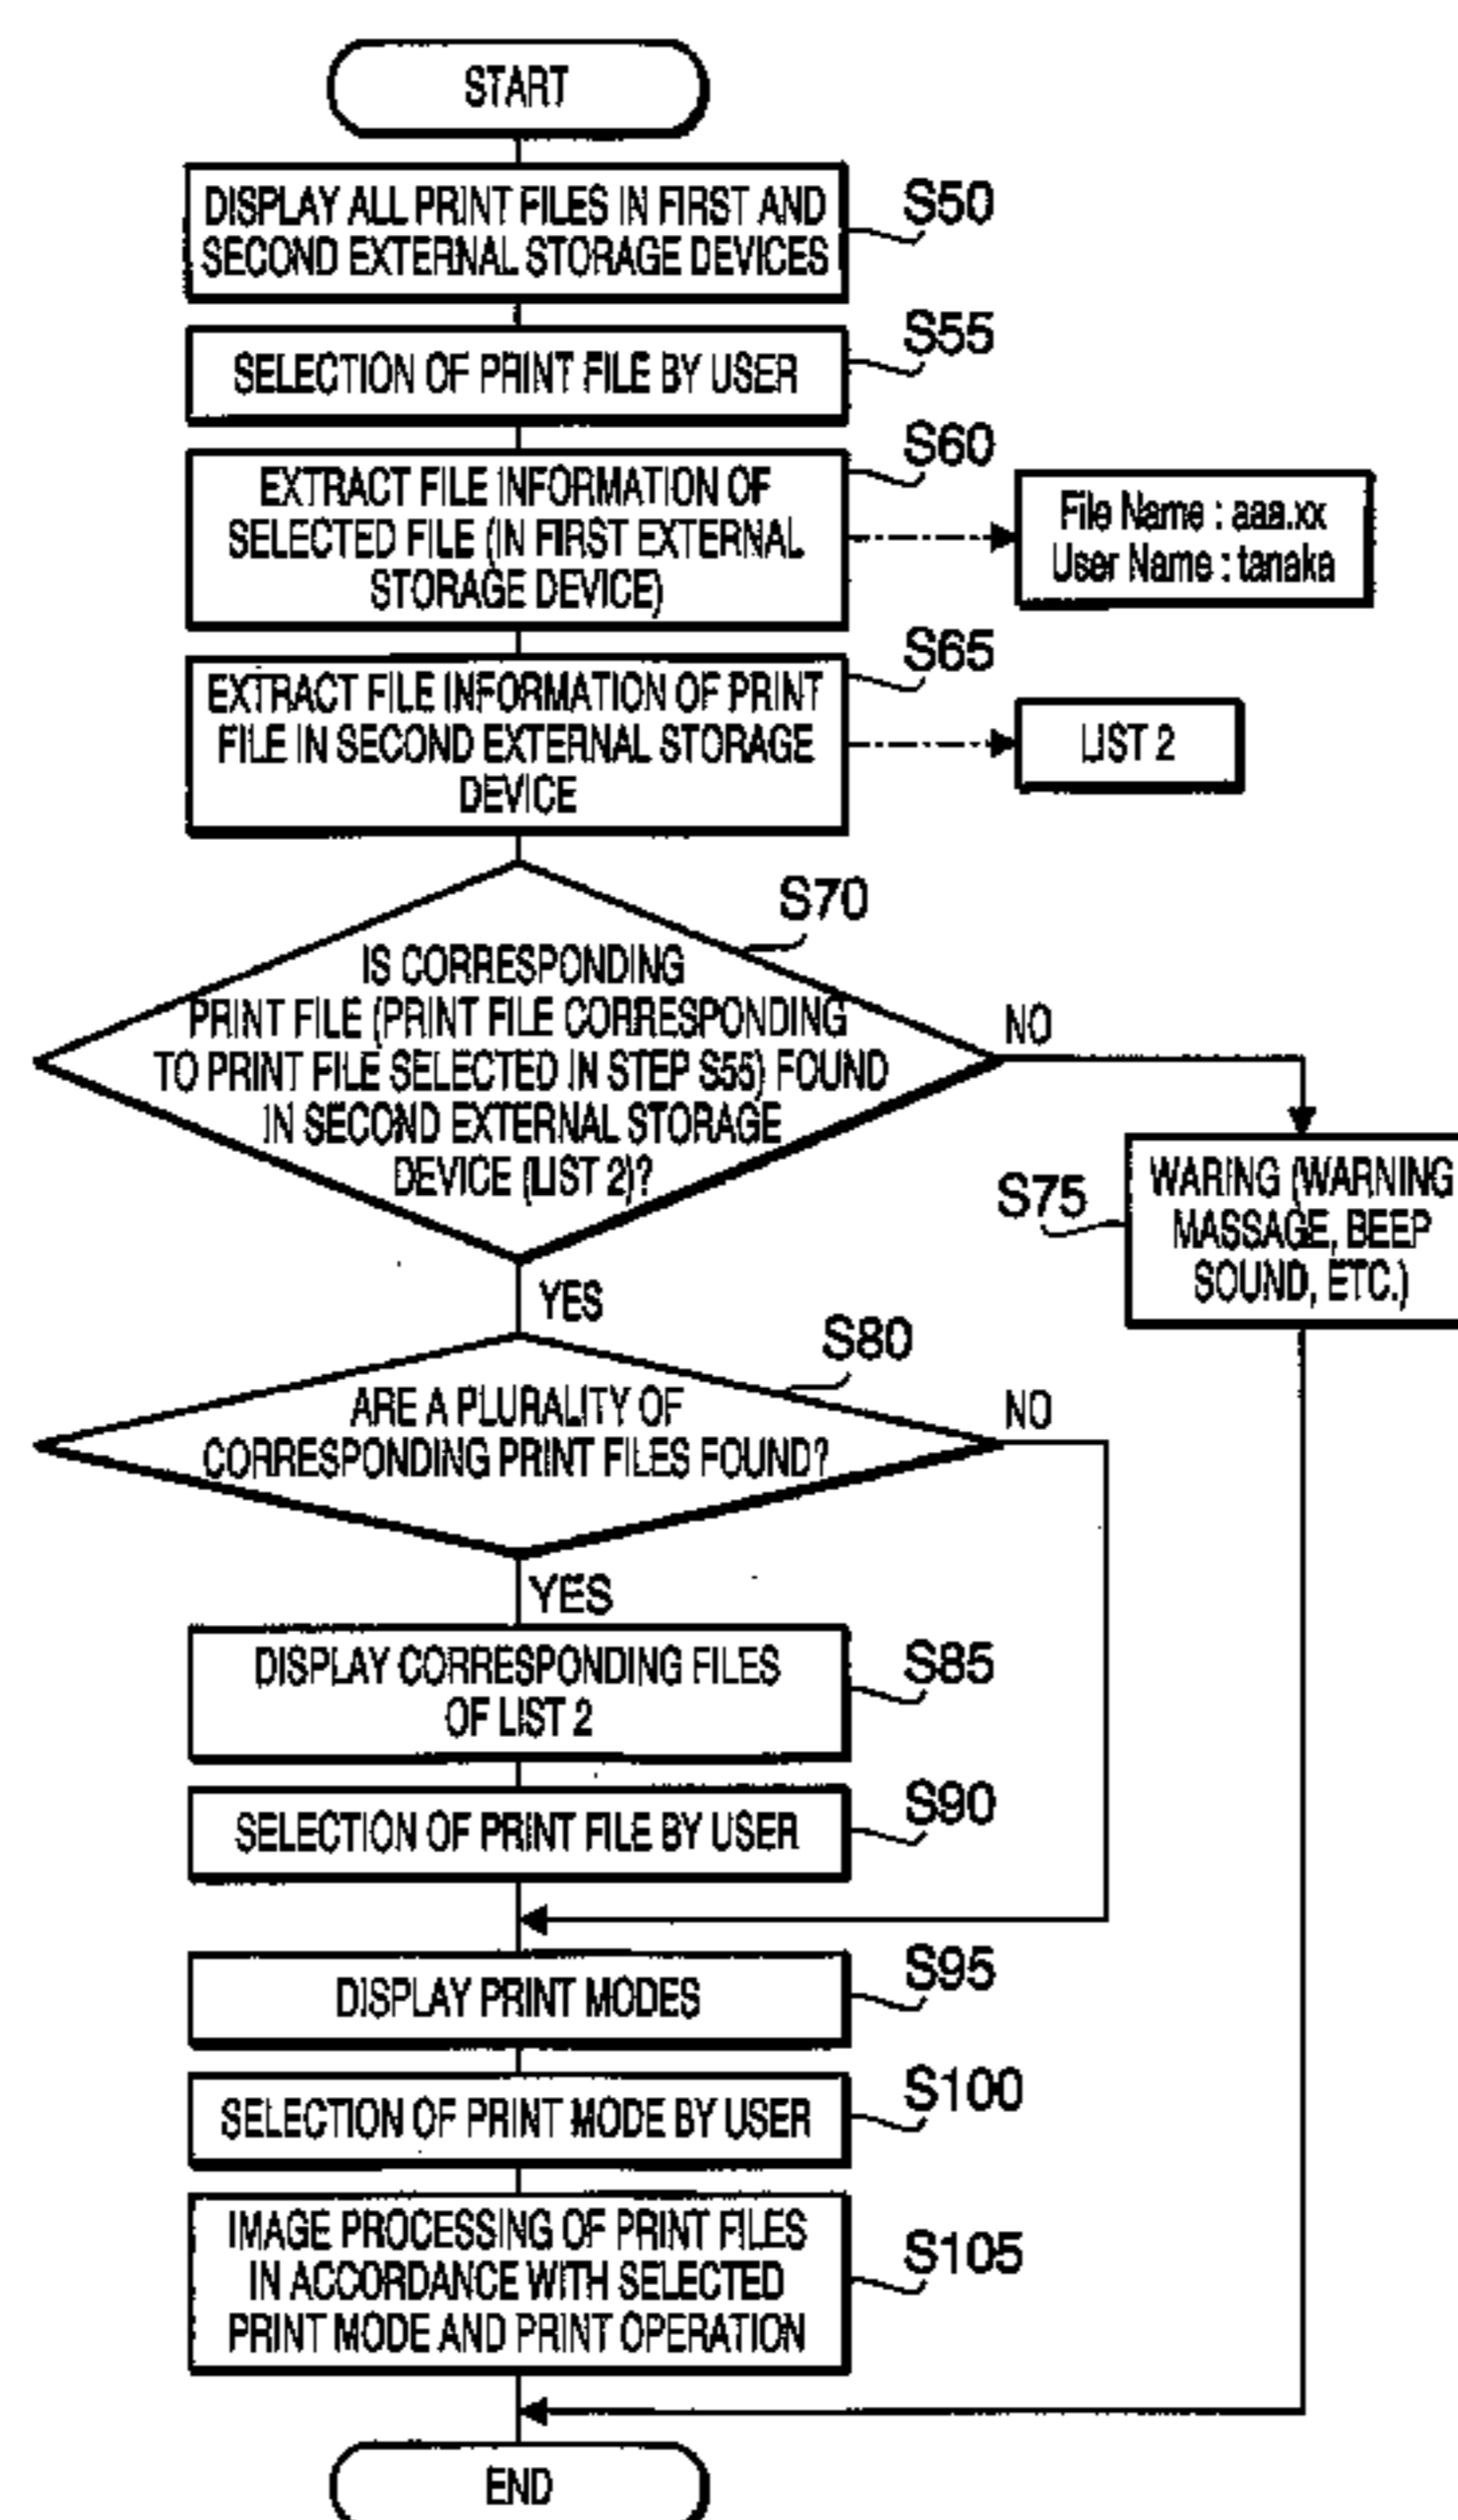 START
DISPLAY ALL PRINT FILES IN FIRST AND
SECOND EXTERNAL STORAGE DEVICES
S50
SELECTION OF PRINT FILE BY USER
S55
EXTRACT FILE INFORMATION OF
SELECTED FILE (IN FIRST EXTERNAL
STORAGE DEVICE)
S60
File Name : aaa.xx
User Name : tanaka
EXTRACT FILE INFORMATION OF PRINT
FILE IN SECOND EXTERNAL STORAGE
DEVICE
S65
LIST 2
S70
IS CORRESPONDING
PRINT FILE (PRINT FILE CORRESPONDING
TO PRINT FILE SELECTED IN STEP S55) FOUND
IN SECOND EXTERNAL STORAGE
DEVICE (LIST 2)?
NO
S75
WARING (WARNING
MASSAGE, BEEP
SOUND, ETC.)
YES
S80
ARE A PLURALITY OF
CORRESPONDING PRINT FILES FOUND?
NO
YES
DISPLAY CORRESPONDING FILES
OF LIST 2
S85
SELECTION OF PRINT FILE BY USER
S90
DISPLAY PRINT MODES
S95
SELECTION OF PRINT MODE BY USER
S100
IMAGE PROCESSING OF PRINT FILES
IN ACCORDANCE WITH SELECTED
PRINT MODE AND PRINT OPERATION
S105
END